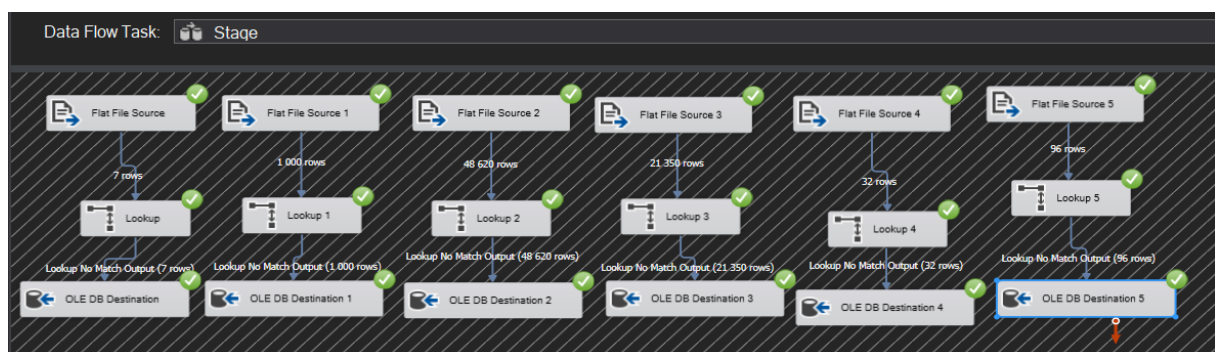 Data Flow Task: Stage
Flat File Source
Flat File Source 1
Flat File Source 2
Flat File Source 3
Flat File Source 4
Flat File Source 5
7 rows
1 000 rows
48 620 rows
21 350 rows
32 rows
96 rows
Lookup
Lookup 1
Lookup 2
Lookup 3
Lookup 4
Lookup 5
Lookup No Match Output (7 rows)
Lookup No Match Output (1 000 rows)
Lookup No Match Output (48 620 rows)
Lookup No Match Output (21 350 rows)
Lookup No Match Output (32 rows)
Lookup No Match Output (96 rows)
OLE DB Destination
OLE DB Destination 1
OLE DB Destination 2
OLE DB Destination 3
OLE DB Destination 4
OLE DB Destination 5